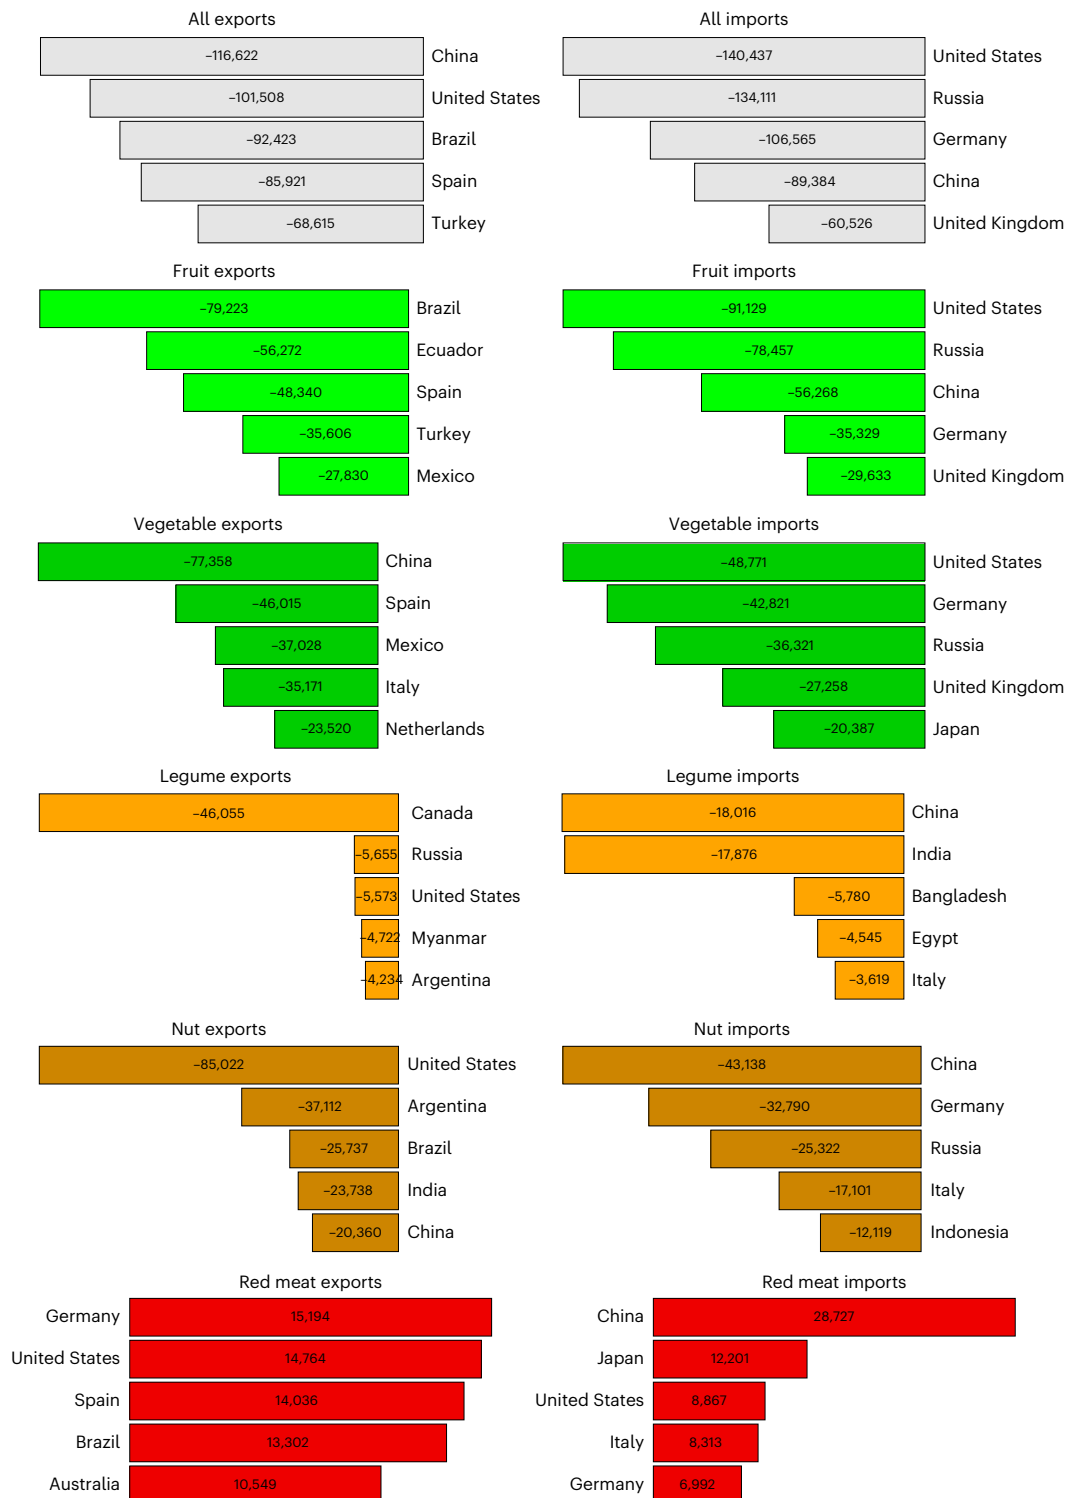 All exports
−116,622 China
−101,508 United States
−92,423 Brazil
−85,921 Spain
−68,615 Turkey
All imports
−140,437 United States
−134,111 Russia
−106,565 Germany
−89,384 China
−60,526 United Kingdom
Fruit exports
−79,223 Brazil
−56,272 Ecuador
−48,340 Spain
−35,606 Turkey
−27,830 Mexico
Fruit imports
−91,129 United States
−78,457 Russia
−56,268 China
−35,329 Germany
−29,633 United Kingdom
Vegetable exports
−77,358 China
−46,015 Spain
−37,028 Mexico
−35,171 Italy
−23,520 Netherlands
Vegetable imports
−48,771 United States
−42,821 Germany
−36,321 Russia
−27,258 United Kingdom
−20,387 Japan
Legume exports
−46,055 Canada
−5,655 Russia
−5,573 United States
−4,722 Myanmar
−4,234 Argentina
Legume imports
−18,016 China
−17,876 India
−5,780 Bangladesh
−4,545 Egypt
−3,619 Italy
Nut exports
−85,022 United States
−37,112 Argentina
−25,737 Brazil
−23,738 India
−20,360 China
Nut imports
−43,138 China
−32,790 Germany
−25,322 Russia
−17,101 Italy
−12,119 Indonesia
Red meat exports
Germany 15,194
United States 14,764
Spain 14,036
Brazil 13,302
Australia 10,549
Red meat imports
China 28,727
Japan 12,201
United States 8,867
Italy 8,313
Germany 6,992